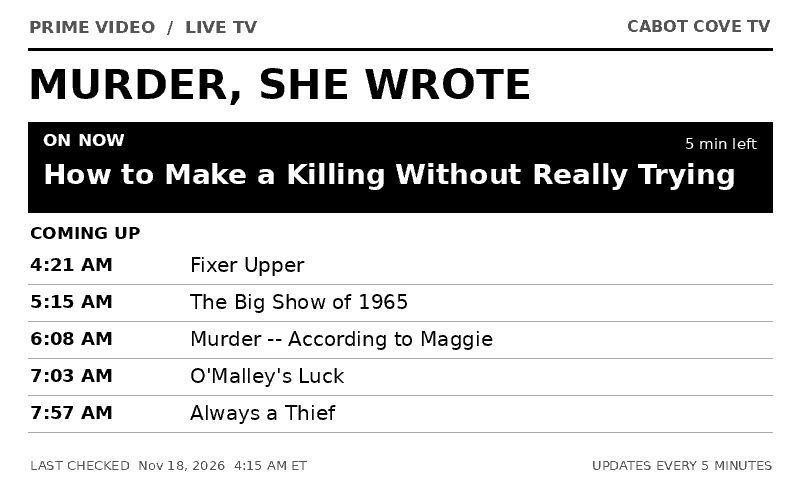 PRIME VIDEO / LIVE TV
CABOT COVE TV
MURDER, SHE WROTE
ON NOW
5 min left
How to Make a Killing Without Really Trying
COMING UP
4:21 AM Fixer Upper
5:15 AM The Big Show of 1965
6:08 AM Murder -- According to Maggie
7:03 AM O'Malley's Luck
7:57 AM Always a Thief
LAST CHECKED Nov 18, 2026 4:15 AM ET
UPDATES EVERY 5 MINUTES